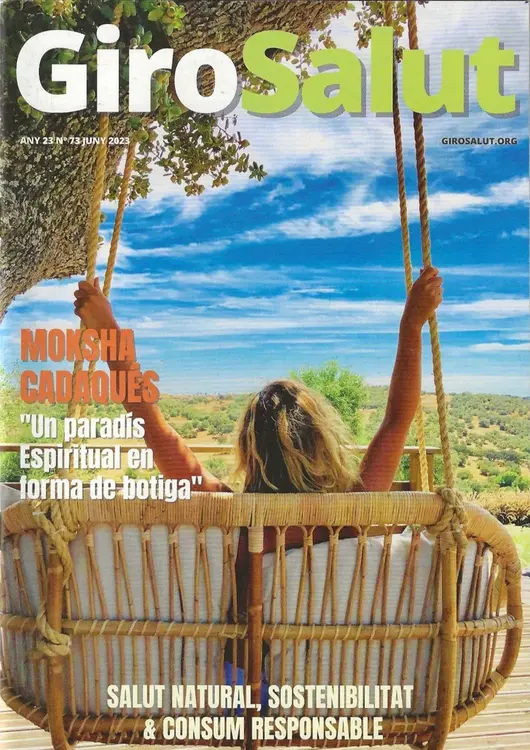 GiroSalut
ANY 23 Nº 73 JUNY 2023
GIROSALUT.ORG
MOKSHA
CADAQUÉS
"Un paradís
Espiritual en
forma de botiga"
SALUT NATURAL, SOSTENIBILITAT
& CONSUM RESPONSABLE